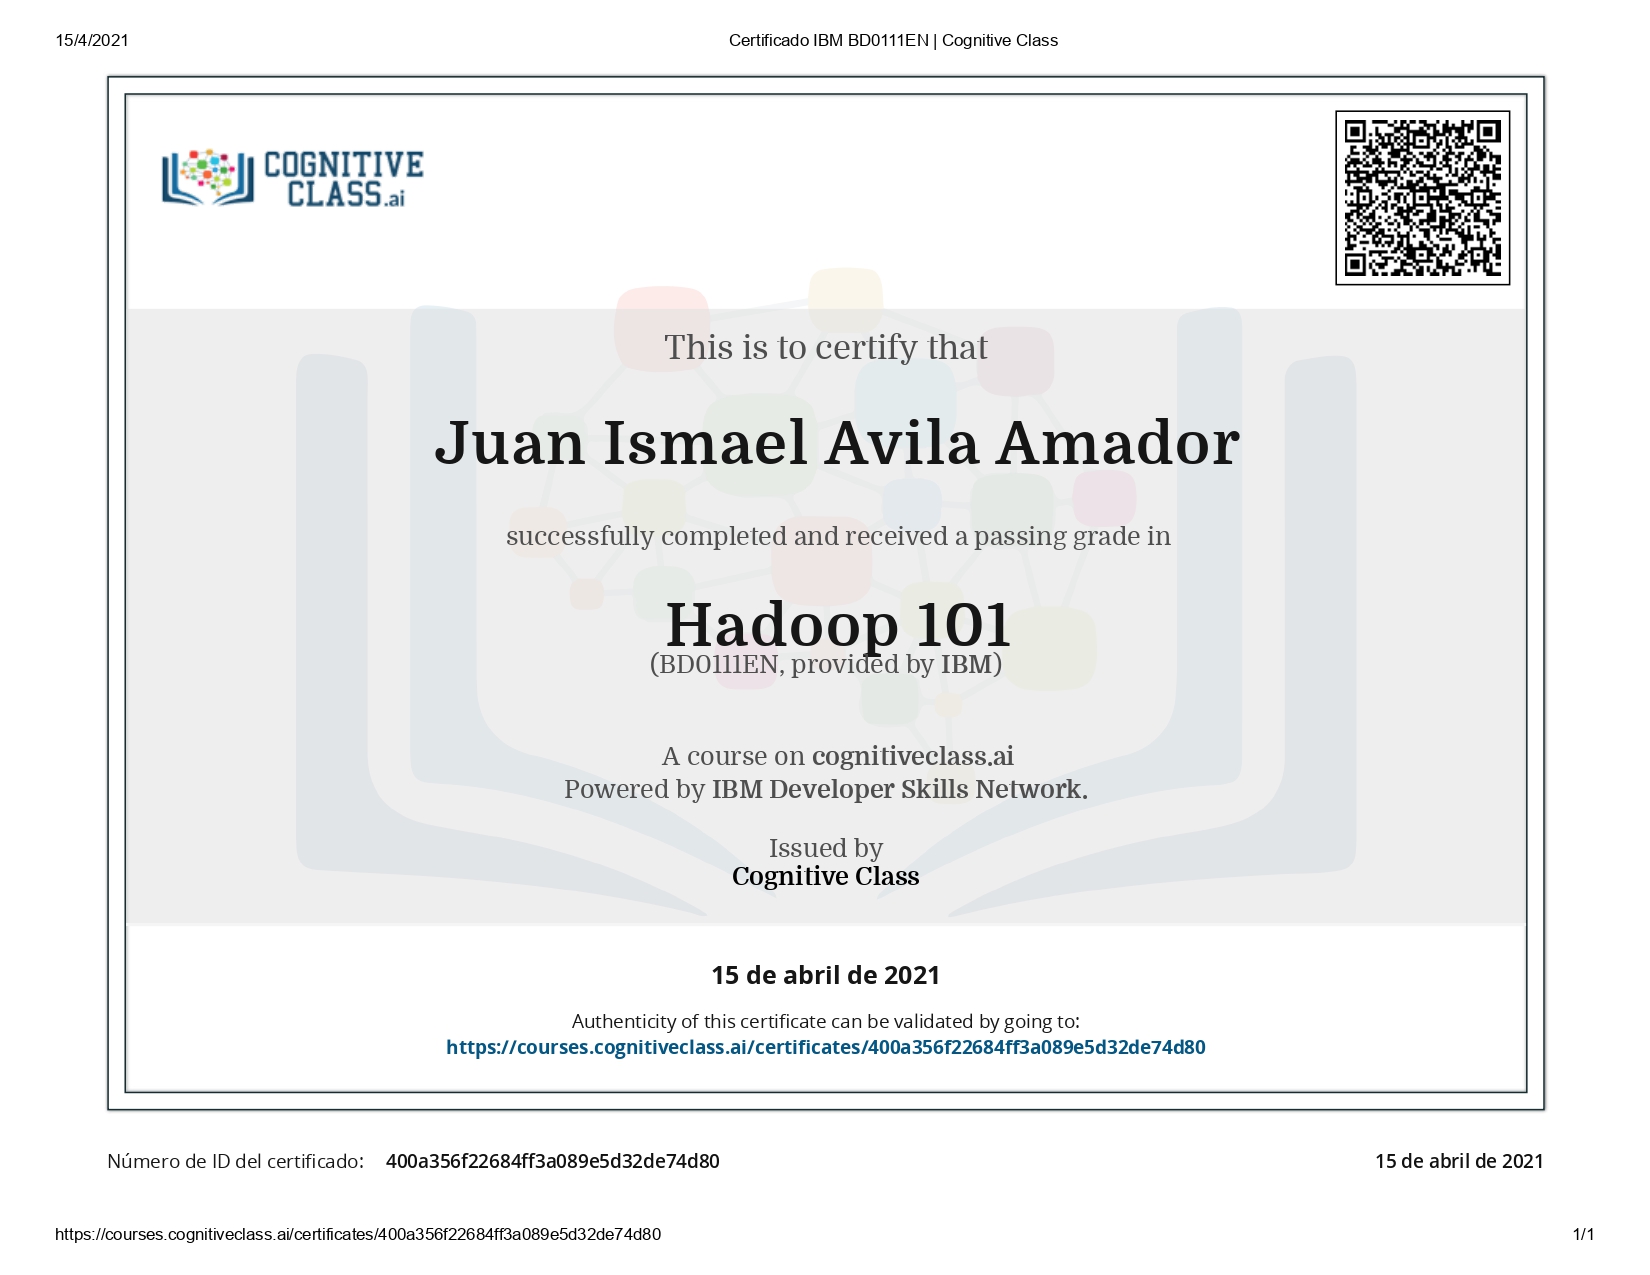 15/4/2021
Certificado IBM BD0111EN | Cognitive Class
COGNITIVE
CLASS.ai
This is to certify that
Juan Ismael Avila Amador
successfully completed and received a passing grade in
Hadoop 101
(BD0111EN, provided by IBM)
A course on cognitiveclass.ai
Powered by IBM Developer Skills Network.
Issued by
Cognitive Class
15 de abril de 2021
Authenticity of this certificate can be validated by going to:
https://courses.cognitiveclass.ai/certificates/400a356f22684ff3a089e5d32de74d80
Número de ID del certificado: 400a356f22684ff3a089e5d32de74d80
15 de abril de 2021
https://courses.cognitiveclass.ai/certificates/400a356f22684ff3a089e5d32de74d80
1/1